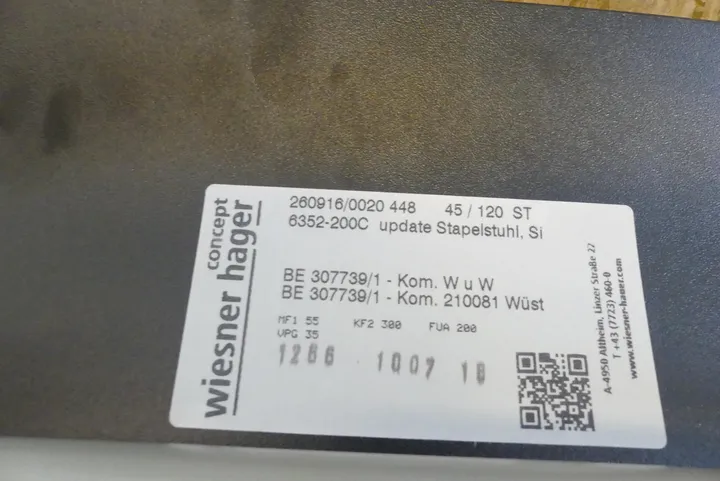 wiesner hager
concept
260916/0020 448 45 / 120 ST
6352-200C update Stapelstuhl, Si
BE 307739/1 - Kom. W u W
BE 307739/1 - Kom. 210081 Wüst
MF1 55 KF2 300 FUA 200
VPG 35
1286 . 1007 18
A-4950 Altheim, Linzer Straße 22
T +43 (7723) 460-0
www.wiesner-hager.com